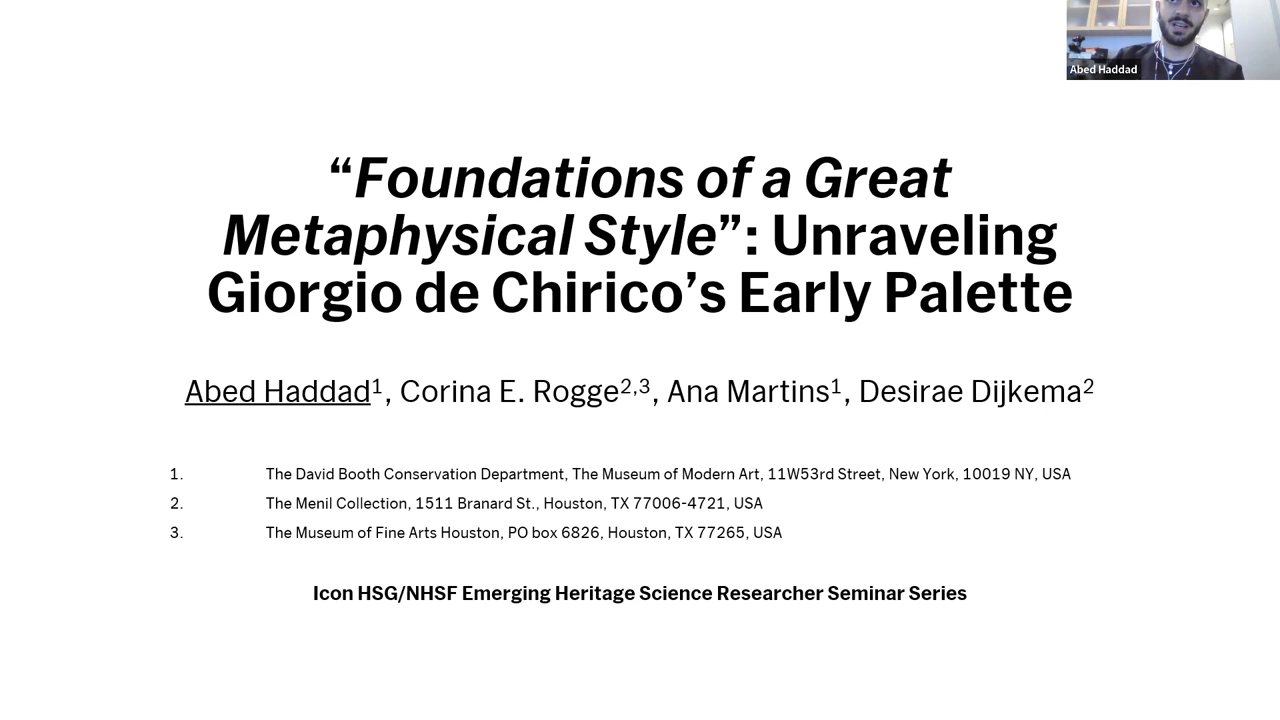 Abed Haddad
“Foundations of a Great
Metaphysical Style”: Unraveling
Giorgio de Chirico’s Early Palette
Abed Haddad¹, Corina E. Rogge²,³, Ana Martins¹, Desirae Dijkema²
1. The David Booth Conservation Department, The Museum of Modern Art, 11W53rd Street, New York, 10019 NY, USA
2. The Menil Collection, 1511 Branard St., Houston, TX 77006-4721, USA
3. The Museum of Fine Arts Houston, PO box 6826, Houston, TX 77265, USA
Icon HSG/NHSF Emerging Heritage Science Researcher Seminar Series